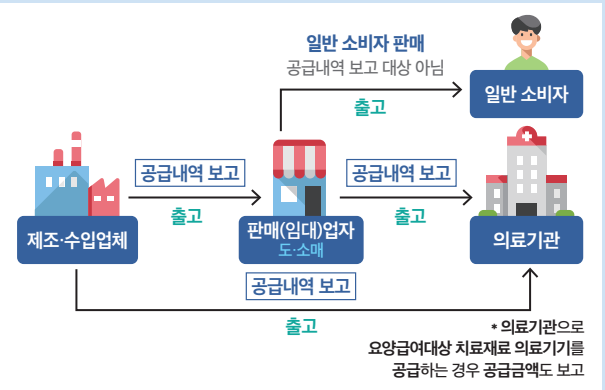 일반 소비자 판매
공급내역 보고 대상 아님
출고
일반 소비자
공급내역 보고
출고
공급내역 보고
출고
제조·수입업체
판매(임대)업자
도·소매
의료기관
공급내역 보고
출고
* 의료기관으로
요양급여대상 치료재료 의료기기를
공급하는 경우 공급금액도 보고